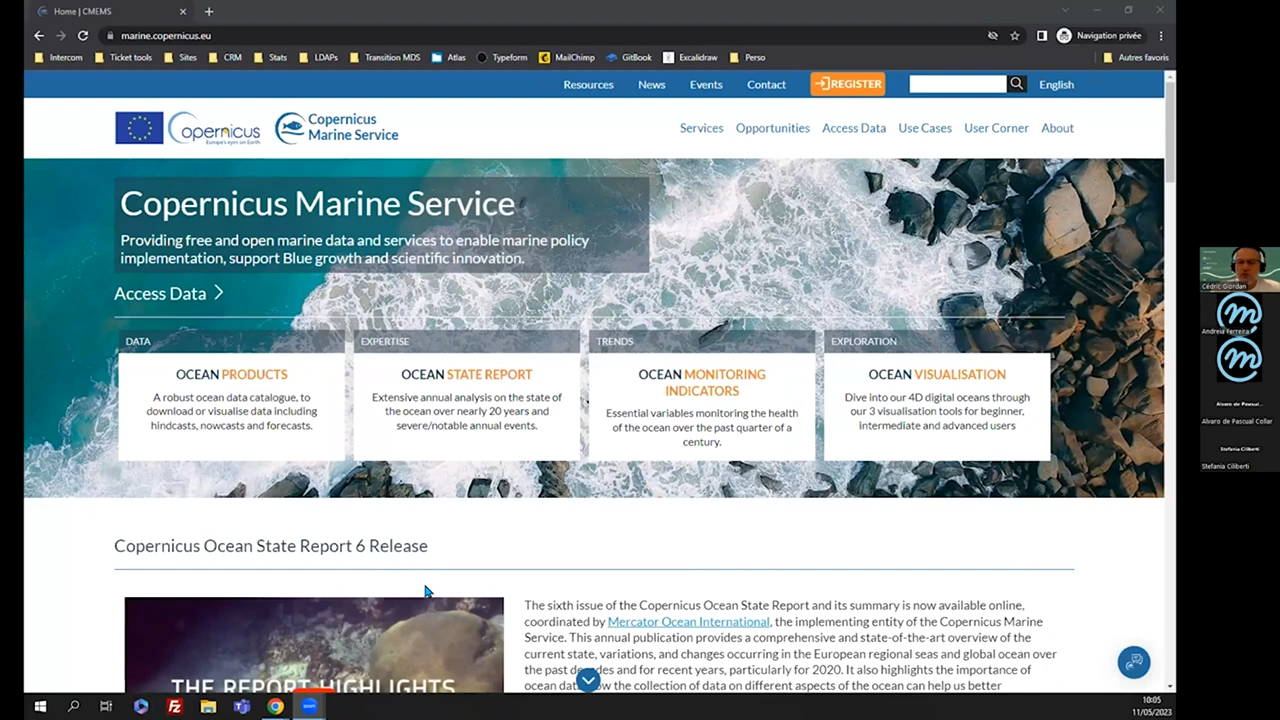 Home | CMEMS
marine.copernicus.eu
Navigation privée
Intercom
Ticket tools
Sites
CRM
Stats
LDAPs
Transition MDS
Atlas
Typeform
MailChimp
GitBook
Excalidraw
Perso
Autres favoris
Resources
News
Events
Contact
REGISTER
English
opernicus
Europe's eyes on Earth
Copernicus
Marine Service
Services
Opportunities
Access Data
Use Cases
User Corner
About
Copernicus Marine Service
Providing free and open marine data and services to enable marine policy
implementation, support Blue growth and scientific innovation.
Access Data
DATA
OCEAN PRODUCTS
A robust ocean data catalogue, to
download or visualise data including
hindcasts, nowcasts and forecasts.
EXPERTISE
OCEAN STATE REPORT
Extensive annual analysis on the state of
the ocean over nearly 20 years and
severe/notable annual events.
TRENDS
OCEAN MONITORING
INDICATORS
Essential variables monitoring the health
of the ocean over the past quarter of a
century.
EXPLORATION
OCEAN VISUALISATION
Dive into our 4D digital oceans through
our 3 visualisation tools for beginner,
intermediate and advanced users
Copernicus Ocean State Report 6 Release
THE REPORT HIGHLIGHTS
The sixth issue of the Copernicus Ocean State Report and its summary is now available online,
coordinated by Mercator Ocean International, the implementing entity of the Copernicus Marine
Service. This annual publication provides a comprehensive and state-of-the-art overview of the
current state, variations, and changes occurring in the European regional seas and global ocean over
the past and for recent years, particularly for 2020. It also highlights the importance of
ocean the collection of data on different aspects of the ocean can help us better
Cédric Giordan
Andreia Ferreira
Alvaro de Pascual...
Alvaro de Pascual Collar
Stefania Ciliberti
Stefania Ciliberti
10:05
11/05/2023